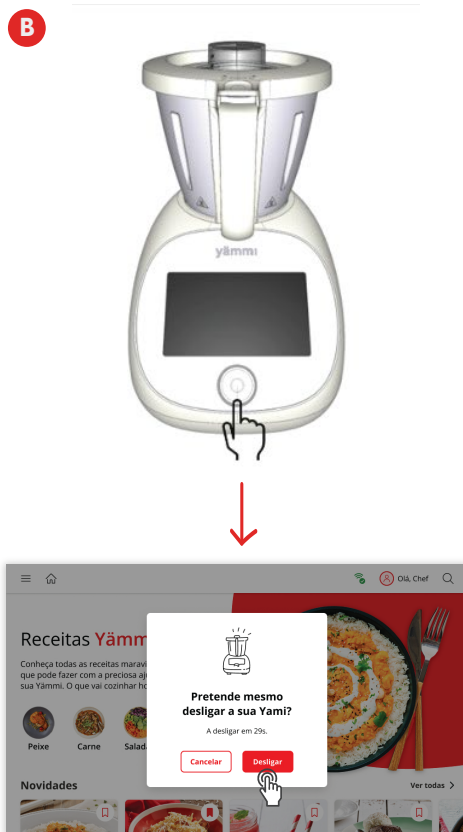 B
yämmi
Olá, Chef
Receitas Yämm
Conheça todas as receitas maravi
que pode fazer com a preciosa aj
sua Yämmi. O que vai cozinhar ho
Pretende mesmo
desligar a sua Yami?
A desligar em 29s.
Cancelar Desligar
Peixe Carne Salad
Novidades Ver todas